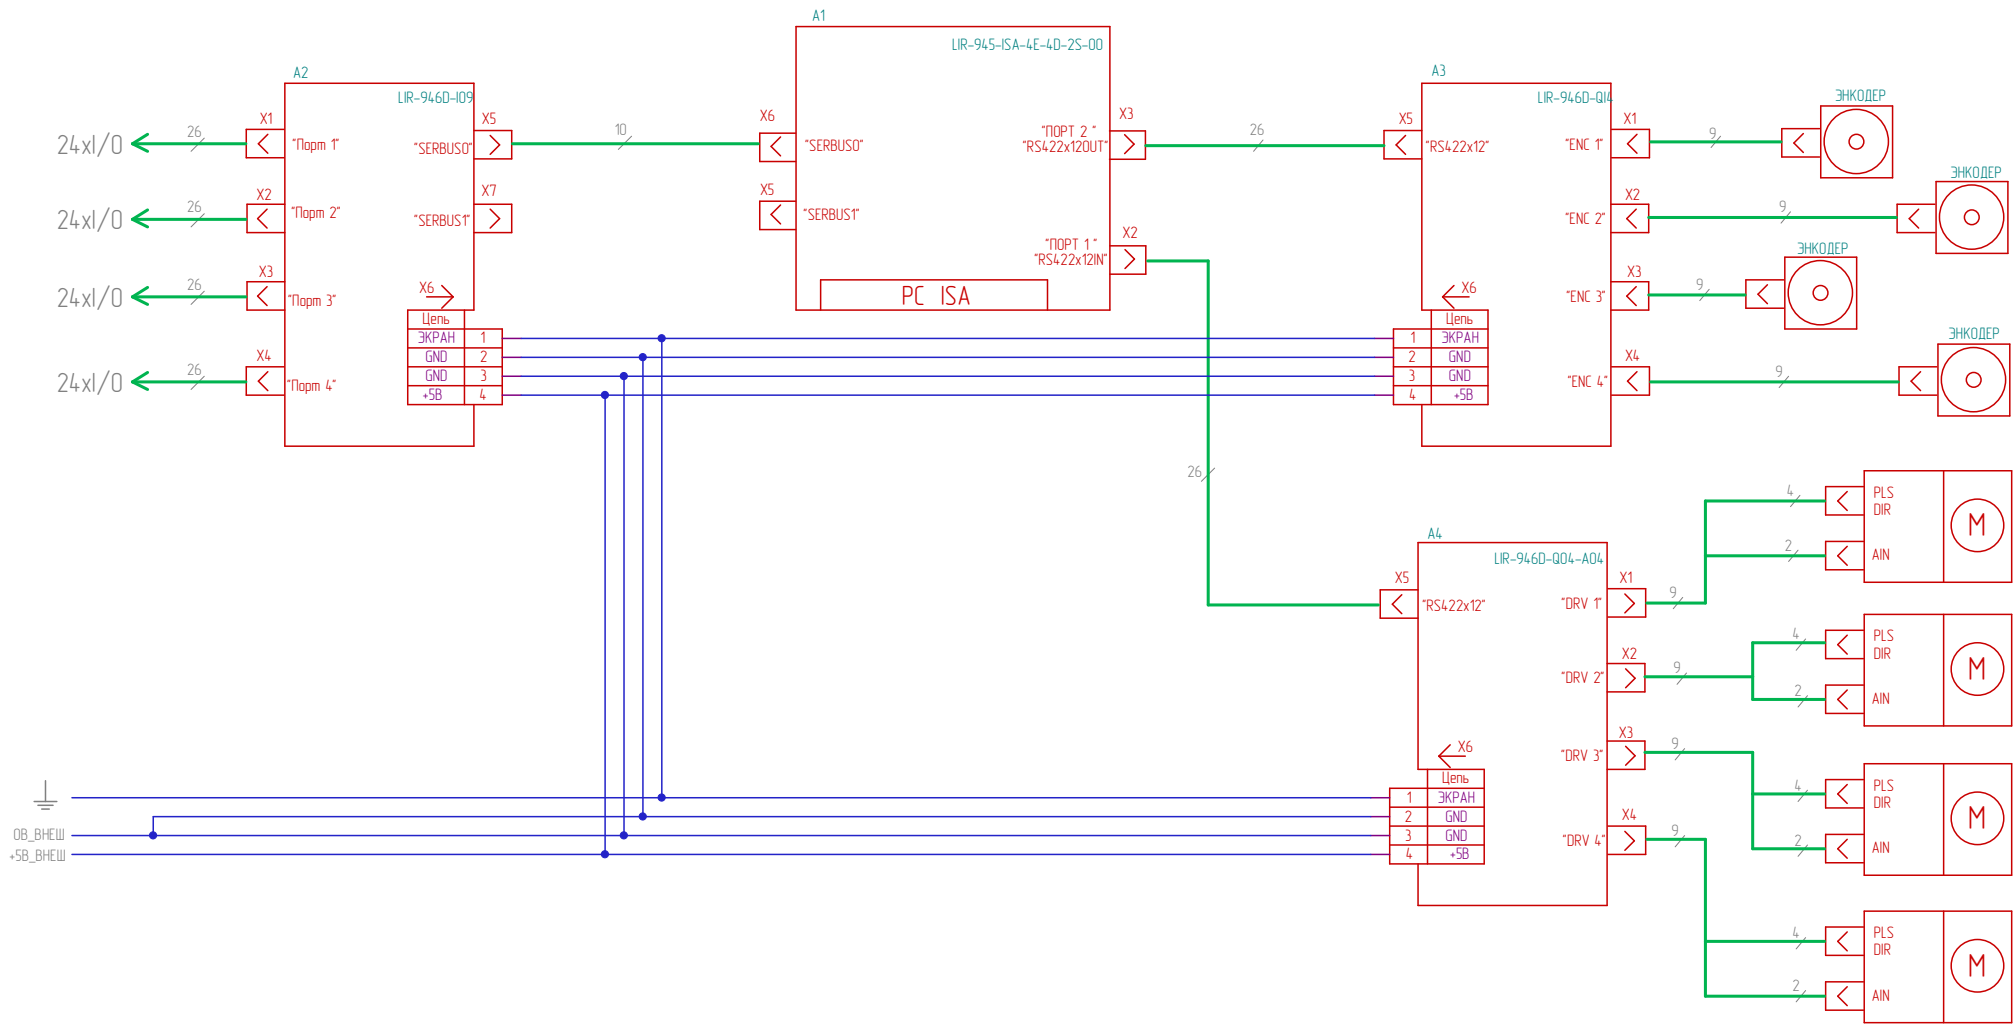 A1
LIR-945-ISA-4E-4D-2S-00
X6
"SERBUS0"
X5
"SERBUS1"
X3
"ПОРТ 2 "
"RS422x12OUT"
X2
"ПОРТ 1 "
"RS422x12IN"
PC ISA
A2
LIR-946D-IO9
24xI/O
26
X1
"Порт 1"
24xI/O
26
X2
"Порт 2"
24xI/O
26
X3
"Порт 3"
24xI/O
26
X4
"Порт 4"
X5
"SERBUS0"
X7
"SERBUS1"
10
X6
Цепь
ЭКРАН 1
GND 2
GND 3
+5В 4
26
26
A3
LIR-946D-QI4
X5
"RS422x12"
X6
Цепь
1 ЭКРАН
2 GND
3 GND
4 +5В
X1
"ENC 1"
9
ЭНКОДЕР
X2
"ENC 2"
9
ЭНКОДЕР
X3
"ENC 3"
9
ЭНКОДЕР
X4
"ENC 4"
9
ЭНКОДЕР
A4
LIR-946D-QO4-AO4
X5
"RS422x12"
X6
Цепь
1 ЭКРАН
2 GND
3 GND
4 +5В
X1
"DRV 1"
9
4
2
PLS
DIR
AIN
M
X2
"DRV 2"
9
4
2
PLS
DIR
AIN
M
X3
"DRV 3"
9
4
2
PLS
DIR
AIN
M
X4
"DRV 4"
9
4
2
PLS
DIR
AIN
M
0В_ВНЕШ
+5В_ВНЕШ